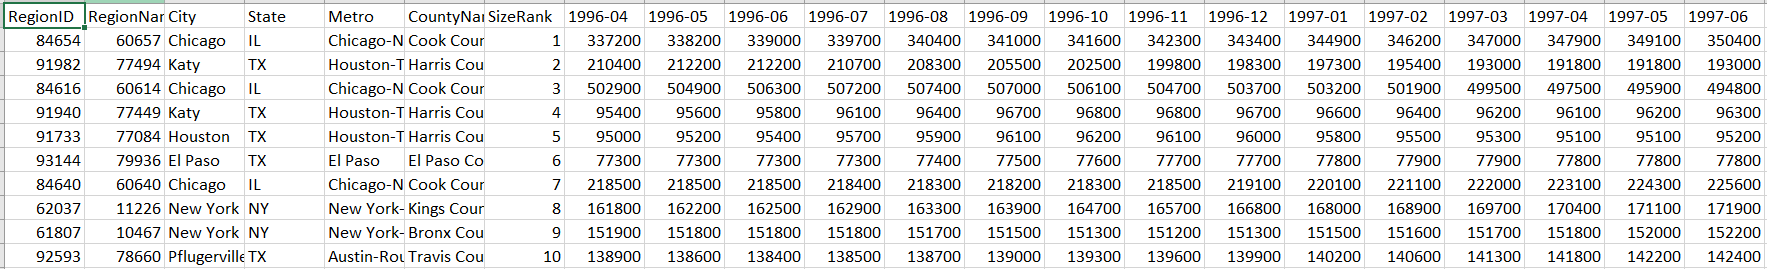 RegionID RegionNar City State Metro CountyNar SizeRank 1996-04 1996-05 1996-06 1996-07 1996-08 1996-09 1996-10 1996-11 1996-12 1997-01 1997-02 1997-03 1997-04 1997-05 1997-06
84654 60657 Chicago IL Chicago-N Cook Cour 1 337200 338200 339000 339700 340400 341000 341600 342300 343400 344900 346200 347000 347900 349100 350400
91982 77494 Katy TX Houston-T Harris Cou 2 210400 212200 212200 210700 208300 205500 202500 199800 198300 197300 195400 193000 191800 191800 193000
84616 60614 Chicago IL Chicago-N Cook Cour 3 502900 504900 506300 507200 507400 507000 506100 504700 503700 503200 501900 499500 497500 495900 494800
91940 77449 Katy TX Houston-T Harris Cou 4 95400 95600 95800 96100 96400 96700 96800 96800 96700 96600 96400 96200 96100 96200 96300
91733 77084 Houston TX Houston-T Harris Cou 5 95000 95200 95400 95700 95900 96100 96200 96100 96000 95800 95500 95300 95100 95100 95200
93144 79936 El Paso TX El Paso El Paso Co 6 77300 77300 77300 77300 77400 77500 77600 77700 77700 77800 77900 77900 77800 77800 77800
84640 60640 Chicago IL Chicago-N Cook Cour 7 218500 218500 218500 218400 218300 218200 218300 218500 219100 220100 221100 222000 223100 224300 225600
62037 11226 New York NY New York- Kings Cour 8 161800 162200 162500 162900 163300 163900 164700 165700 166800 168000 168900 169700 170400 171100 171900
61807 10467 New York NY New York- Bronx Cou 9 151900 151800 151800 151800 151700 151500 151300 151200 151300 151500 151600 151700 151800 152000 152200
92593 78660 Pflugerville TX Austin-Rou Travis Cou 10 138900 138600 138400 138500 138700 139000 139300 139600 139900 140200 140600 141300 141800 142200 142400